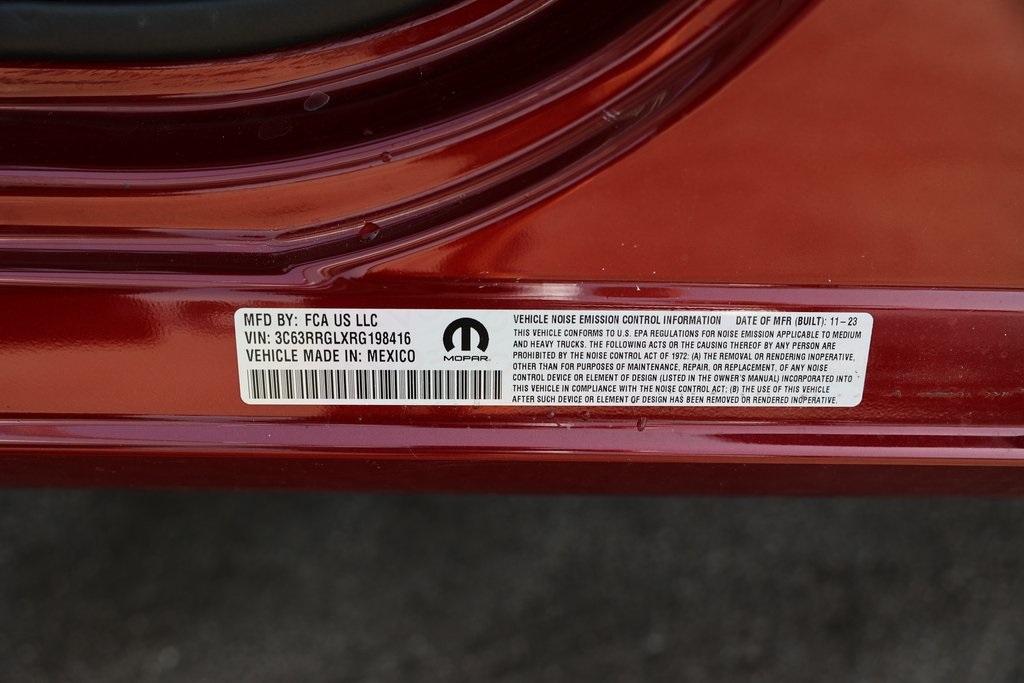 MFD BY: FCA US LLC
VIN: 3C63RRGLXRG198416
VEHICLE MADE IN: MEXICO
MOPAR
VEHICLE NOISE EMISSION CONTROL INFORMATION DATE OF MFR (BUILT): 11-23
THIS VEHICLE CONFORMS TO U.S. EPA REGULATIONS FOR NOISE EMISSION APPLICABLE TO MEDIUM
AND HEAVY TRUCKS. THE FOLLOWING ACTS OR THE CAUSING THEREOF BY ANY PERSON ARE
PROHIBITED BY THE NOISE CONTROL ACT OF 1972: (A) THE REMOVAL OR RENDERING INOPERATIVE,
OTHER THAN FOR PURPOSES OF MAINTENANCE, REPAIR, OR REPLACEMENT, OF ANY NOISE
CONTROL DEVICE OR ELEMENT OF DESIGN (LISTED IN THE OWNER'S MANUAL) INCORPORATED INTO
THIS VEHICLE IN COMPLIANCE WITH THE NOISE CONTROL ACT; (B) THE USE OF THIS VEHICLE
AFTER SUCH DEVICE OR ELEMENT OF DESIGN HAS BEEN REMOVED OR RENDERED INOPERATIVE.